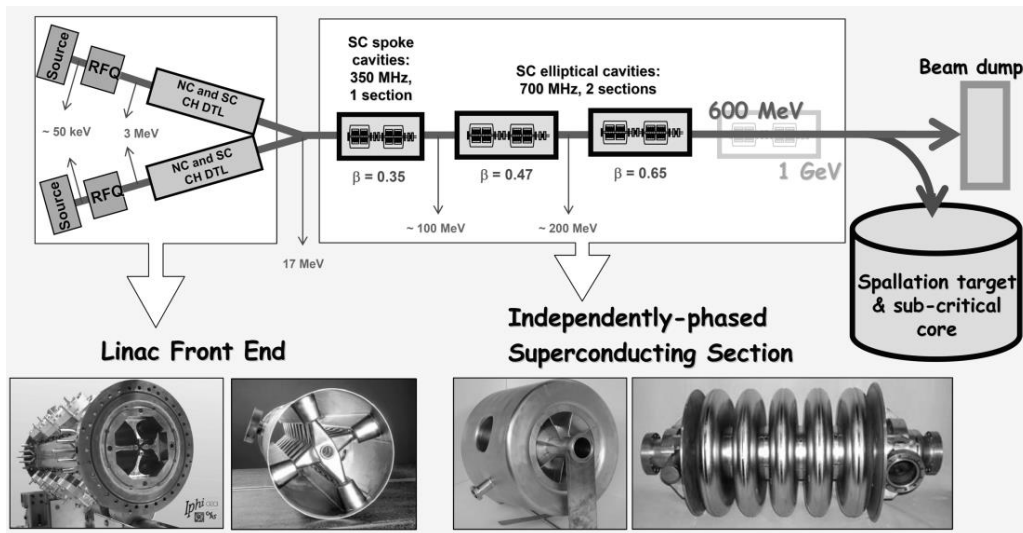 Source
RFQ
NC and SC
CH DTL
~ 50 keV
3 MeV
NC and SC
CH DTL
Source
RFQ
17 MeV
SC spoke
cavities:
350 MHz,
1 section
SC elliptical cavities:
700 MHz, 2 sections
β = 0.35
β = 0.47
β = 0.65
~ 100 MeV
~ 200 MeV
600 MeV
1 GeV
Beam dump
Spallation target
& sub-critical
core
Linac Front End
Independently-phased
Superconducting Section
Iphi